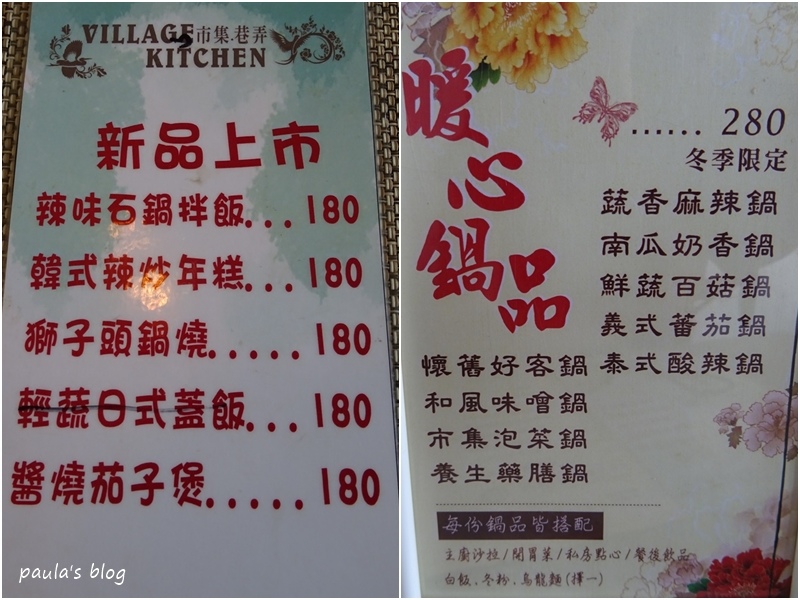 VILLAGE 市集.巷弄
KITCHEN
新品上市
辣味石鍋拌飯...180
韓式辣炒年糕...180
獅子頭鍋燒.....180
輕蔬日式蓋飯...180
醬燒茄子煲.....180
paula's blog
暖心鍋品
...... 280
冬季限定
蔬香麻辣鍋
南瓜奶香鍋
鮮蔬百菇鍋
義式蕃茄鍋
泰式酸辣鍋
懷舊好客鍋
和風味噌鍋
市集泡菜鍋
養生藥膳鍋
每份鍋品皆搭配
主廚沙拉/開胃菜/私房點心/餐後飲品
白飯、冬粉、烏龍麵(擇一)